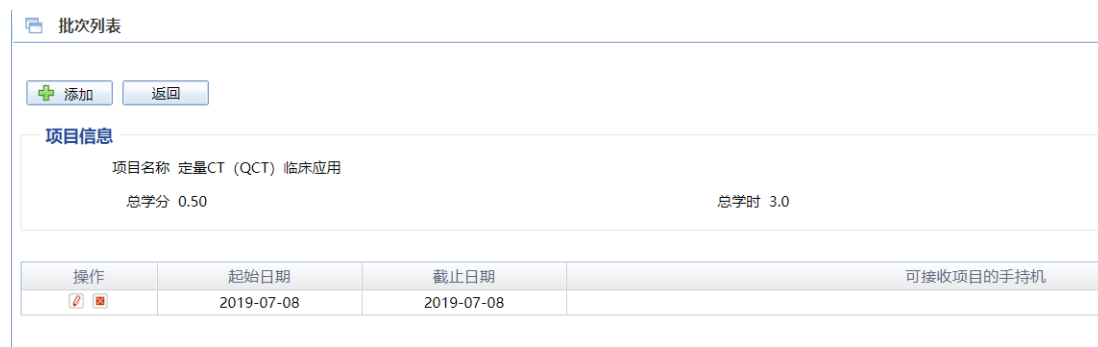 批次列表
添加 返回
项目信息
项目名称 定量CT（QCT）临床应用
总学分 0.50 总学时 3.0
操作 起始日期 截止日期 可接收项目的手持机
2019-07-08 2019-07-08